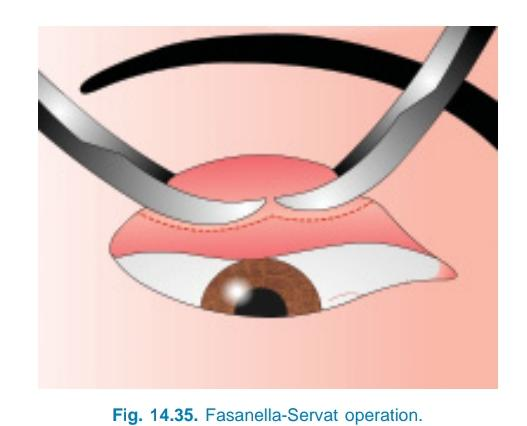 Fig. 14.35. Fasanella-Servat operation.